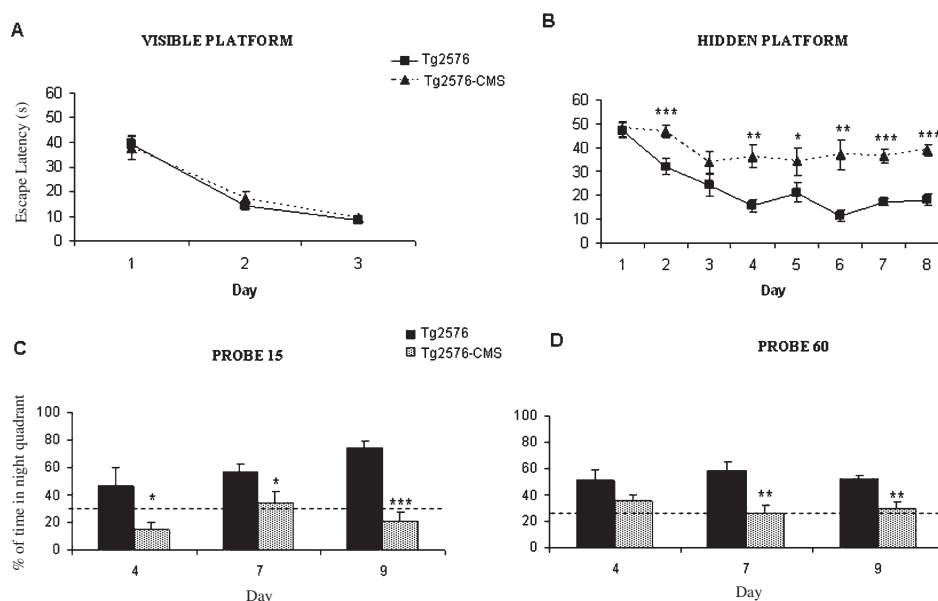 A
VISIBLE PLATFORM
Tg2576
Tg2576-CMS
Escape Latency (s)
60
50
40
30
20
10
0
1 2 3
Day
B
HIDDEN PLATFORM
60
50
40
30
20
10
0
*** ** * ** *** ***
1 2 3 4 5 6 7 8
Day
C
PROBE 15
Tg2576
Tg2576-CMS
% of time in night quadrant
100
80
60
40
20
0
* * ***
4 7 9
Day
D
PROBE 60
100
80
60
40
20
0
** **
4 7 9
Day